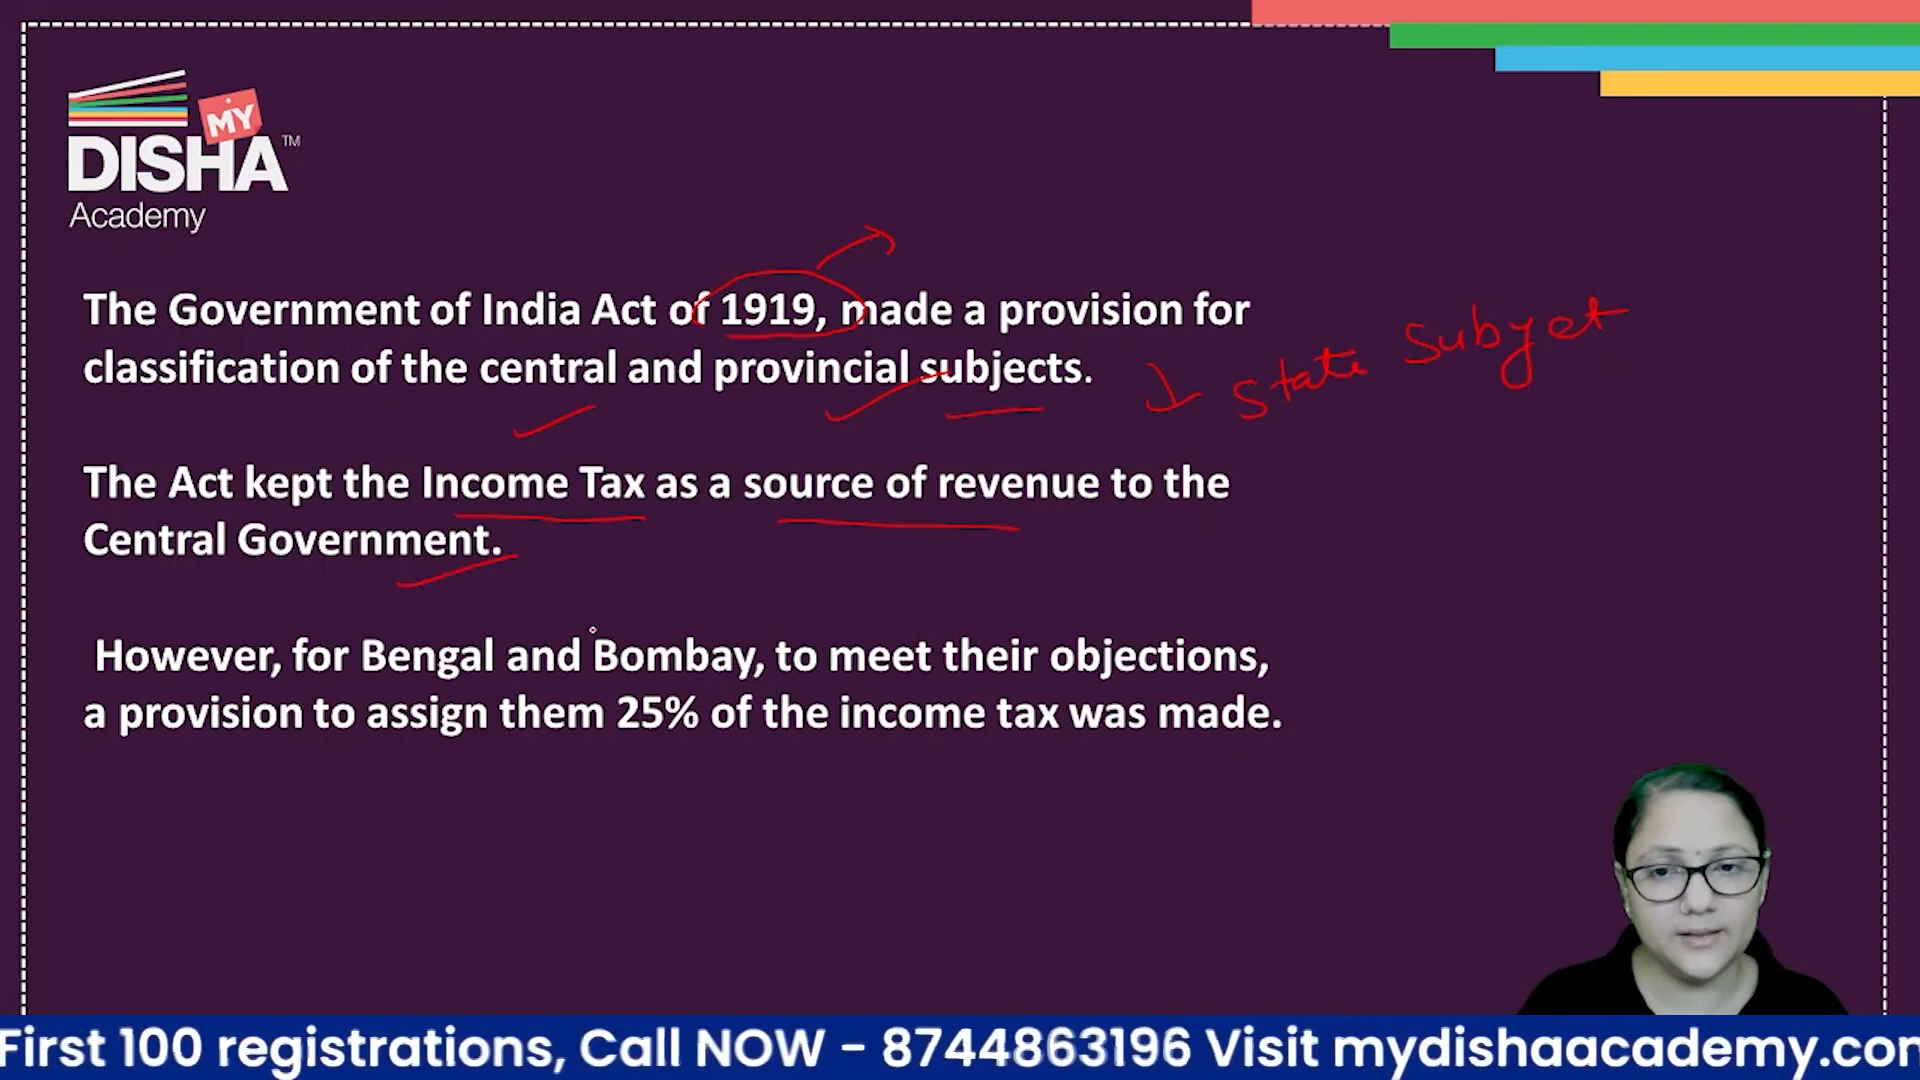 MY
DISHA™
Academy
The Government of India Act of 1919, made a provision for
classification of the central and provincial subjects.
State Subject
The Act kept the Income Tax as a source of revenue to the
Central Government.
However, for Bengal and Bombay, to meet their objections,
a provision to assign them 25% of the income tax was made.
First 100 registrations, Call NOW - 8744863196 Visit mydishaacademy.com